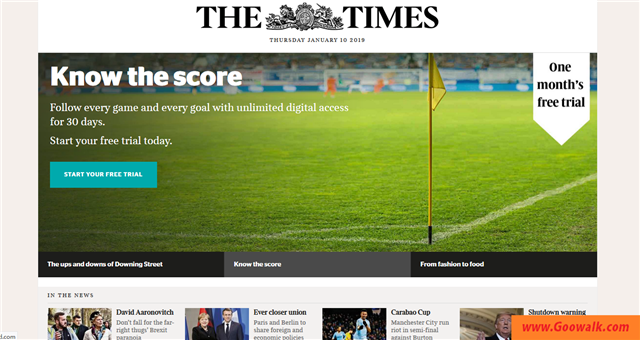 THE TIMES
THURSDAY JANUARY 10 2019
Know the score
Follow every game and every goal with unlimited digital access
for 30 days.
Start your free trial today.
START YOUR FREE TRIAL
One
month's
free trial
The ups and downs of Downing Street
Know the score
From fashion to food
IN THE NEWS
David Aaronovitch
Don't fall for the far-
right thugs' Brexit
paranoia
Ever closer union
Paris and Berlin to
share foreign and
economic policies
Carabao Cup
Manchester City run
riot in semi-final
against Burton
Shutdown warning
www.Goowalk.com